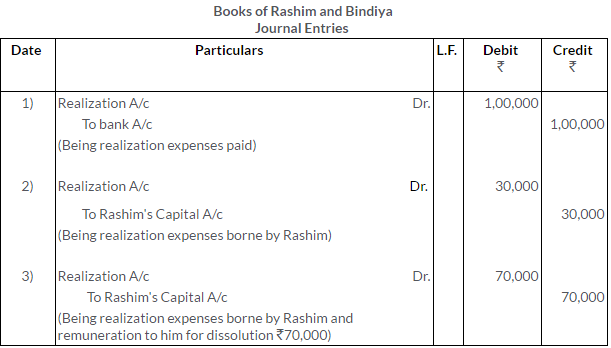 Books of Rashim and Bindiya
Journal Entries
Date Particulars L.F. Debit Credit
₹ ₹
1) Realization A/c Dr. 1,00,000
To bank A/c 1,00,000
(Being realization expenses paid)
2) Realization A/c Dr. 30,000
To Rashim's Capital A/c 30,000
(Being realization expenses borne by Rashim)
3) Realization A/c Dr. 70,000
To Rashim's Capital A/c 70,000
(Being realization expenses borne by Rashim and
remuneration to him for dissolution ₹70,000)